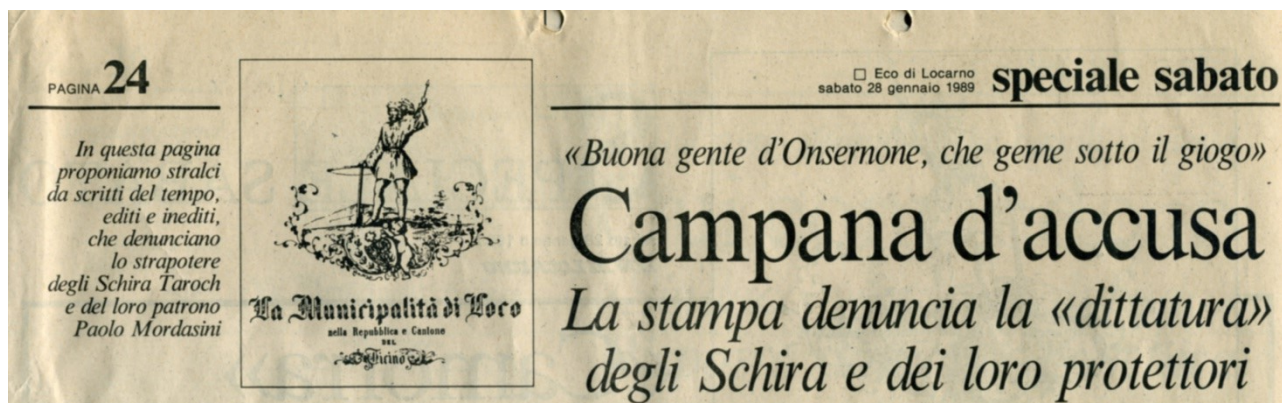 PAGINA 24
In questa pagina
proponiamo stralci
da scritti del tempo,
editi e inediti,
che denunciano
lo strapotere
degli Schira Taroch
e del loro patrono
Paolo Mordasini
La Municipalità di Loco
nella Repubblica e Cantone
DEL
Ticino
□ Eco di Locarno
sabato 28 gennaio 1989
speciale sabato
«Buona gente d'Onsernone, che geme sotto il giogo»
Campana d'accusa
La stampa denuncia la «dittatura»
degli Schira e dei loro protettori